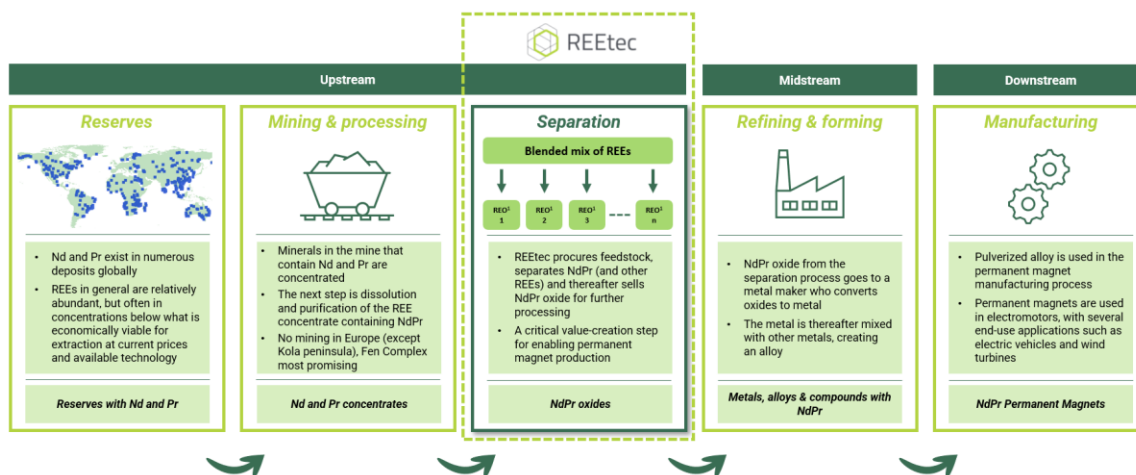 REEtec
Upstream
Midstream
Downstream
Reserves
• Nd and Pr exist in numerous
deposits globally
• REEs in general are relatively
abundant, but often in
concentrations below what is
economically viable for
extraction at current prices
and available technology
Reserves with Nd and Pr
Mining & processing
• Minerals in the mine that
contain Nd and Pr are
concentrated
• The next step is dissolution
and purification of the REE
concentrate containing NdPr
• No mining in Europe (except
Kola peninsula), Fen Complex
most promising
Nd and Pr concentrates
Separation
Blended mix of REEs
REO¹ REO¹ REO¹ REO¹
1 2 3 n
• REEtec procures feedstock,
separates NdPr (and other
REEs) and thereafter sells
NdPr oxide for further
processing
• A critical value-creation step
for enabling permanent
magnet production
NdPr oxides
Refining & forming
• NdPr oxide from the
separation process goes to a
metal maker who converts
oxides to metal
• The metal is thereafter mixed
with other metals, creating
an alloy
Metals, alloys & compounds with
NdPr
Manufacturing
• Pulverized alloy is used in the
permanent magnet
manufacturing process
• Permanent magnets are used
in electromotors, with several
end-use applications such as
electric vehicles and wind
turbines
NdPr Permanent Magnets